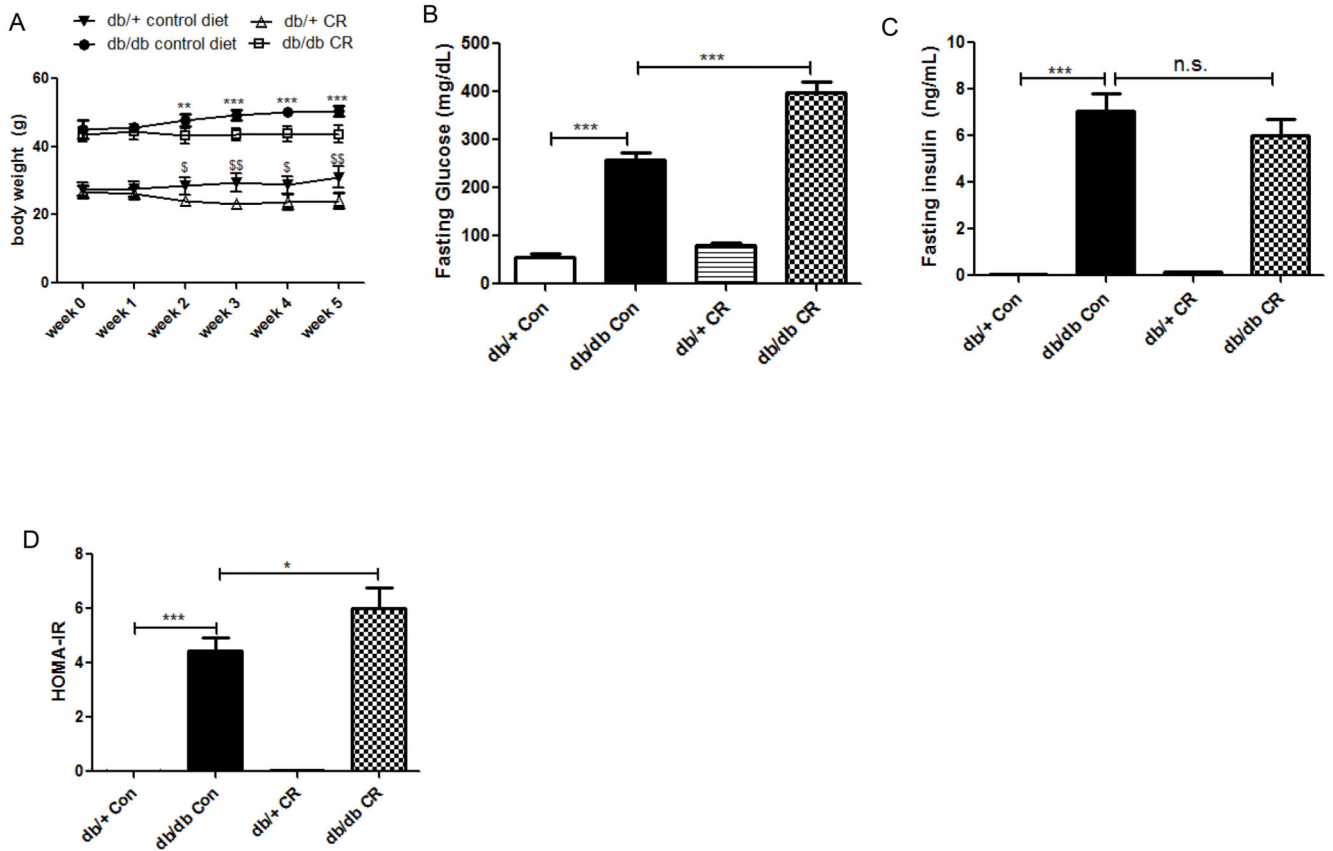 A
db/+ control diet
db/+ CR
db/db control diet
db/db CR
body weight (g)
60
40
20
0
** *** *** ***
$ $$ $ $$
week 0
week 1
week 2
week 3
week 4
week 5
B
Fasting Glucose (mg/dL)
500
400
300
200
100
0
***
***
db/+ Con
db/db Con
db/+ CR
db/db CR
C
Fasting insulin (ng/mL)
10
8
6
4
2
0
***
n.s.
db/+ Con
db/db Con
db/+ CR
db/db CR
D
HOMA-IR
8
6
4
2
0
***
*
db/+ Con
db/db Con
db/+ CR
db/db CR